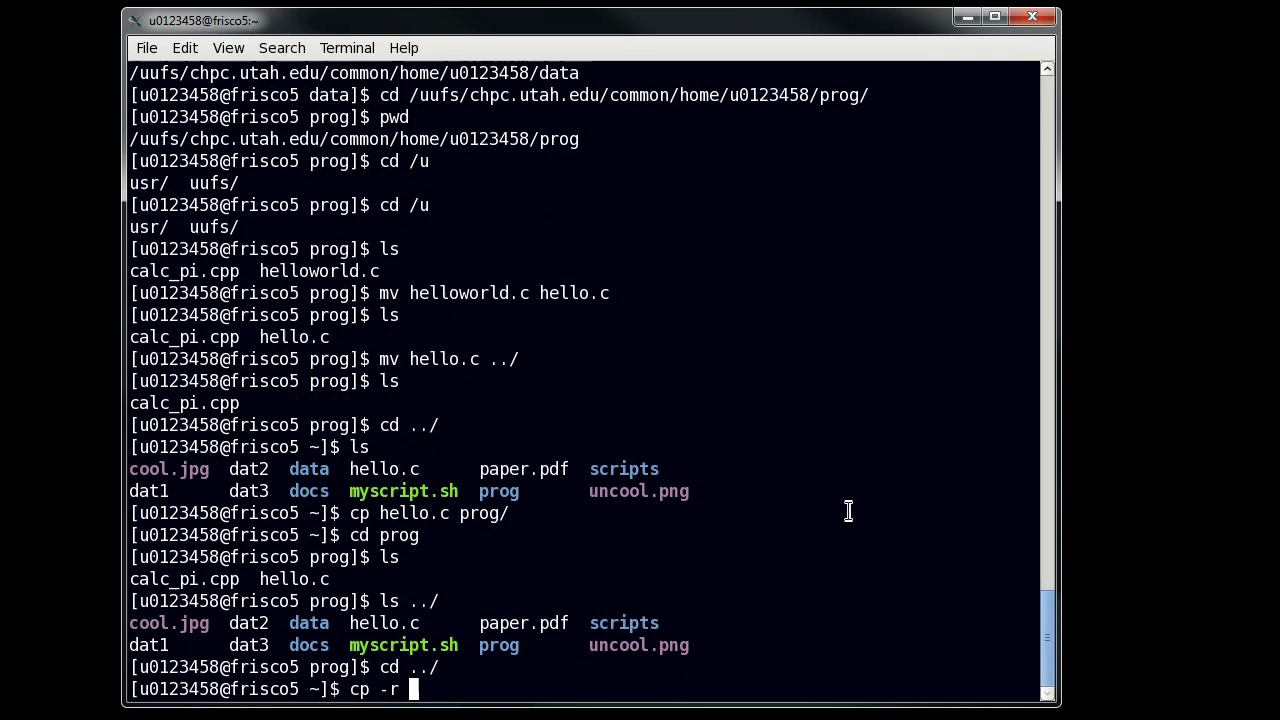 u0123458@frisco5:~
File Edit View Search Terminal Help
/uufs/chpc.utah.edu/common/home/u0123458/data
[u0123458@frisco5 data]$ cd /uufs/chpc.utah.edu/common/home/u0123458/prog/
[u0123458@frisco5 prog]$ pwd
/uufs/chpc.utah.edu/common/home/u0123458/prog
[u0123458@frisco5 prog]$ cd /u
usr/  uufs/
[u0123458@frisco5 prog]$ cd /u
usr/  uufs/
[u0123458@frisco5 prog]$ ls
calc_pi.cpp  helloworld.c
[u0123458@frisco5 prog]$ mv helloworld.c hello.c
[u0123458@frisco5 prog]$ ls
calc_pi.cpp  hello.c
[u0123458@frisco5 prog]$ mv hello.c ../
[u0123458@frisco5 prog]$ ls
calc_pi.cpp
[u0123458@frisco5 prog]$ cd ../
[u0123458@frisco5 ~]$ ls
cool.jpg  dat2  data  hello.c      paper.pdf  scripts
dat1      dat3  docs  myscript.sh  prog       uncool.png
[u0123458@frisco5 ~]$ cp hello.c prog/
[u0123458@frisco5 ~]$ cd prog
[u0123458@frisco5 prog]$ ls
calc_pi.cpp  hello.c
[u0123458@frisco5 prog]$ ls ../
cool.jpg  dat2  data  hello.c      paper.pdf  scripts
dat1      dat3  docs  myscript.sh  prog       uncool.png
[u0123458@frisco5 prog]$ cd ../
[u0123458@frisco5 ~]$ cp -r